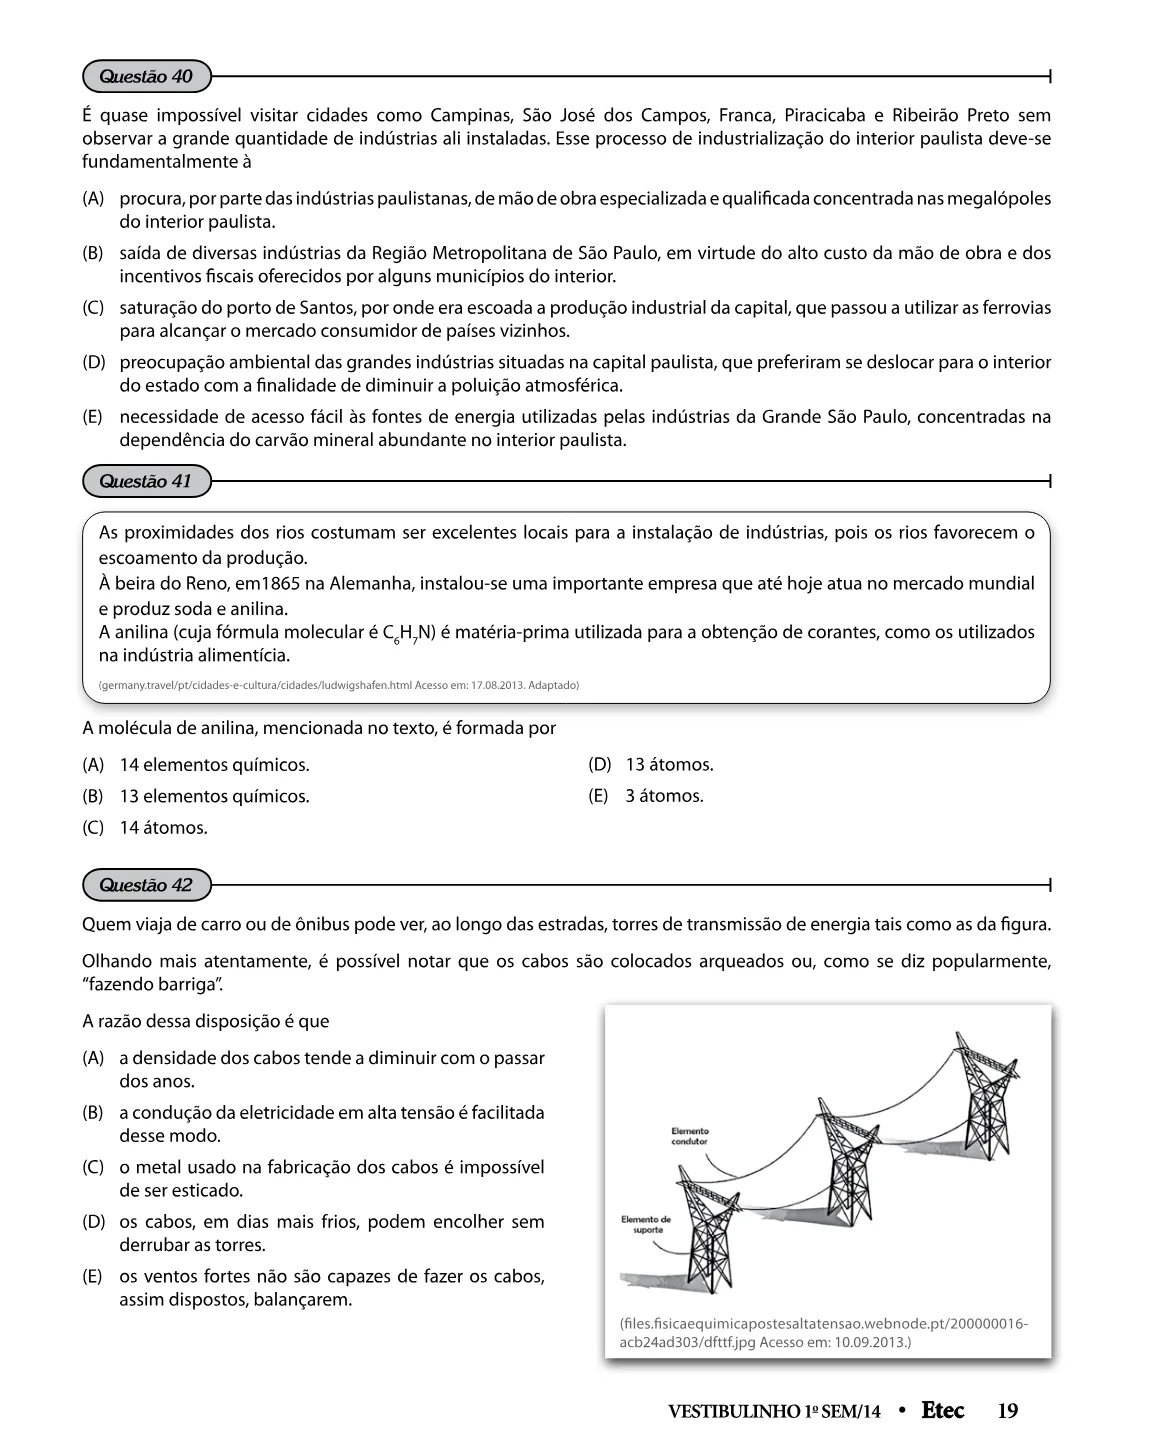 Questão 40
É quase impossível visitar cidades como Campinas, São José dos Campos, Franca, Piracicaba e Ribeirão Preto sem
observar a grande quantidade de indústrias ali instaladas. Esse processo de industrialização do interior paulista deve-se
fundamentalmente à
(A) procura, por parte das indústrias paulistanas, de mão de obra especializada e qualificada concentrada nas megalópoles
do interior paulista.
(B) saída de diversas indústrias da Região Metropolitana de São Paulo, em virtude do alto custo da mão de obra e dos
incentivos fiscais oferecidos por alguns municípios do interior.
(C) saturação do porto de Santos, por onde era escoada a produção industrial da capital, que passou a utilizar as ferrovias
para alcançar o mercado consumidor de países vizinhos.
(D) preocupação ambiental das grandes indústrias situadas na capital paulista, que preferiram se deslocar para o interior
do estado com a finalidade de diminuir a poluição atmosférica.
(E) necessidade de acesso fácil às fontes de energia utilizadas pelas indústrias da Grande São Paulo, concentradas na
dependência do carvão mineral abundante no interior paulista.
Questão 41
As proximidades dos rios costumam ser excelentes locais para a instalação de indústrias, pois os rios favorecem o
escoamento da produção.
À beira do Reno, em1865 na Alemanha, instalou-se uma importante empresa que até hoje atua no mercado mundial
e produz soda e anilina.
A anilina (cuja fórmula molecular é C6H7N) é matéria-prima utilizada para a obtenção de corantes, como os utilizados
na indústria alimentícia.
(germany.travel/pt/cidades-e-cultura/cidades/ludwigshafen.html Acesso em: 17.08.2013. Adaptado)
A molécula de anilina, mencionada no texto, é formada por
(A) 14 elementos químicos.
(B) 13 elementos químicos.
(C) 14 átomos.
(D) 13 átomos.
(E) 3 átomos.
Questão 42
Quem viaja de carro ou de ônibus pode ver, ao longo das estradas, torres de transmissão de energia tais como as da figura.
Olhando mais atentamente, é possível notar que os cabos são colocados arqueados ou, como se diz popularmente,
“fazendo barriga”.
A razão dessa disposição é que
(A) a densidade dos cabos tende a diminuir com o passar
dos anos.
(B) a condução da eletricidade em alta tensão é facilitada
desse modo.
(C) o metal usado na fabricação dos cabos é impossível
de ser esticado.
(D) os cabos, em dias mais frios, podem encolher sem
derrubar as torres.
(E) os ventos fortes não são capazes de fazer os cabos,
assim dispostos, balançarem.
Elemento
condutor
Elemento de
suporte
(files.fisicaequimicapostesaltatensao.webnode.pt/200000016-
acb24ad303/dfttf.jpg Acesso em: 10.09.2013.)
VESTIBULINHO 1º SEM/14 • Etec 19